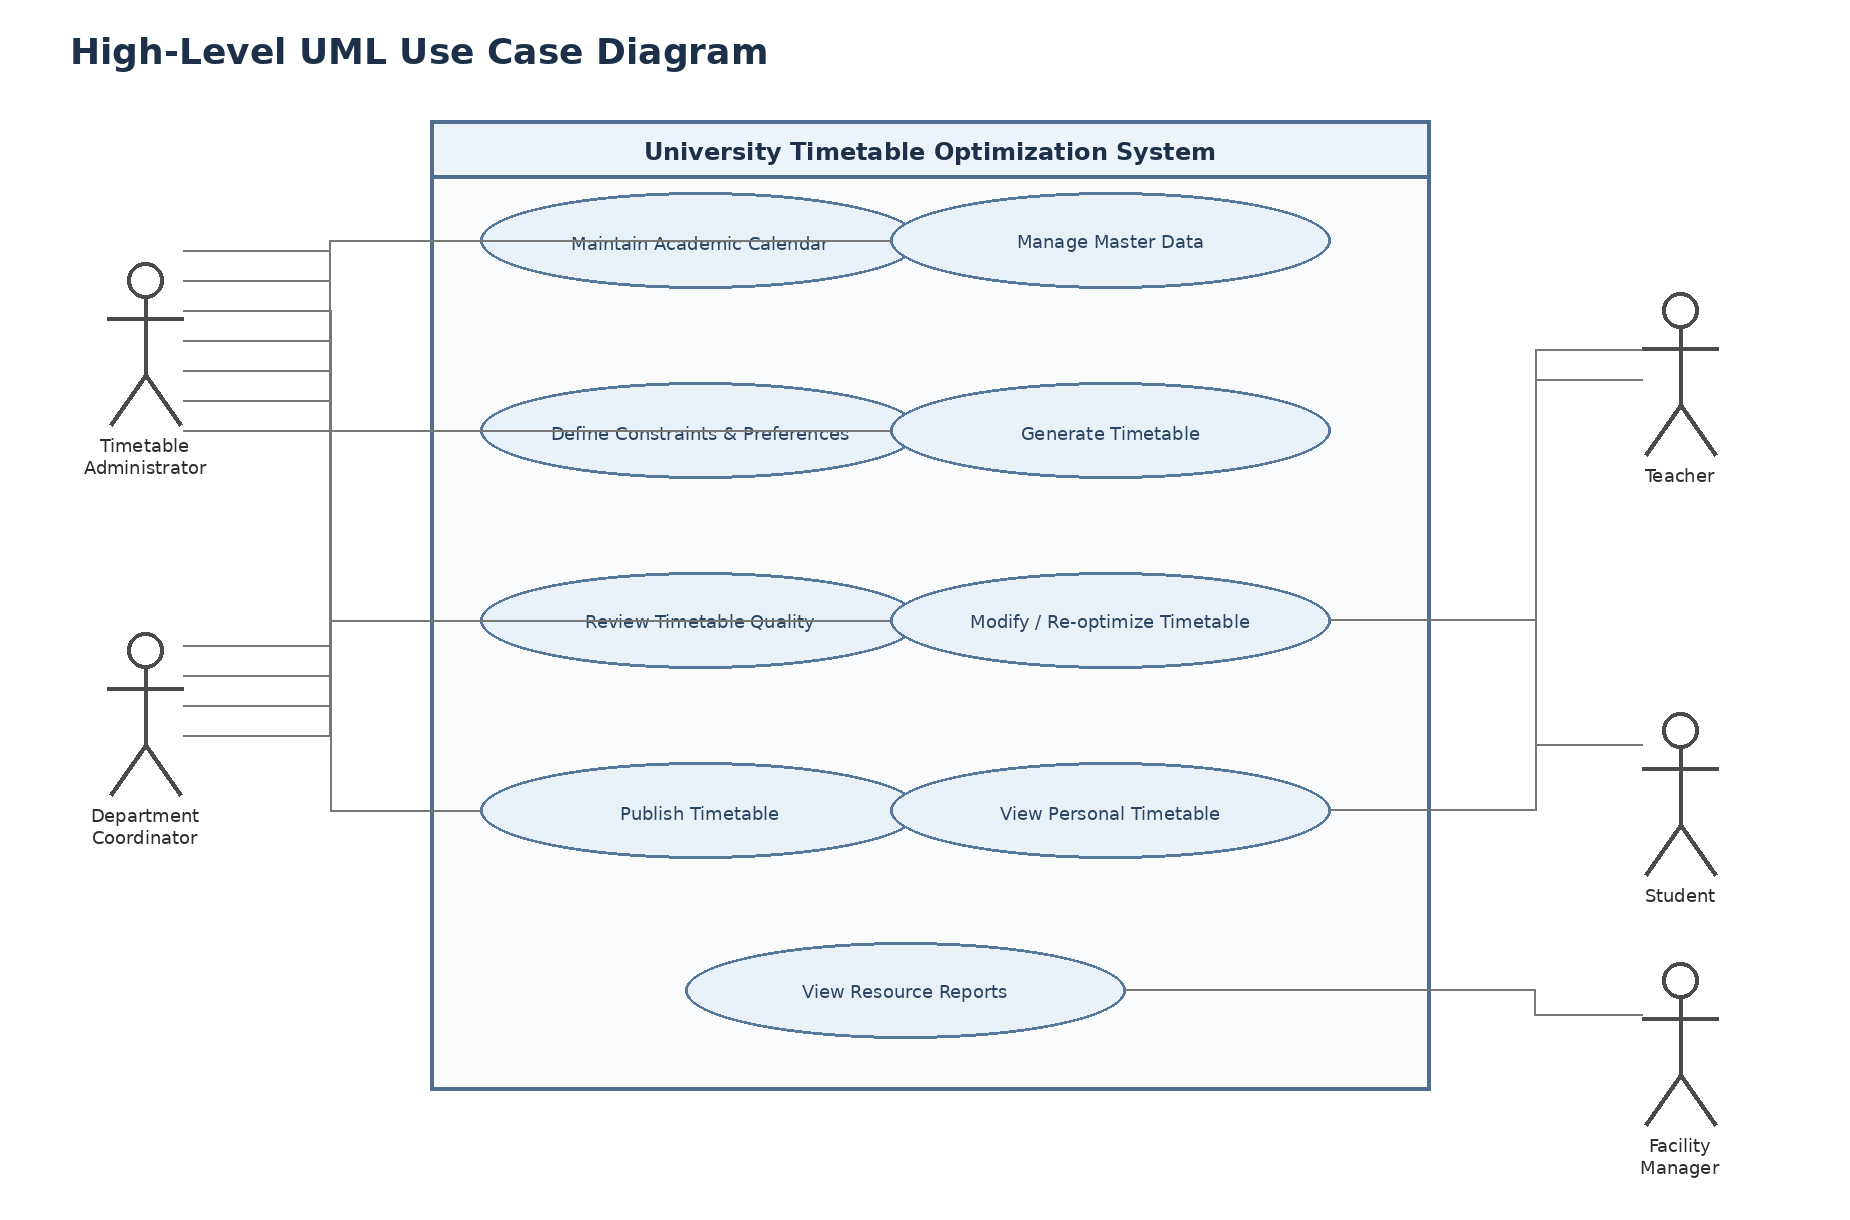 High-Level UML Use Case Diagram
University Timetable Optimization System
Maintain Academic Calendar
Manage Master Data
Define Constraints & Preferences
Generate Timetable
Timetable
Administrator
Teacher
Review Timetable Quality
Modify / Re-optimize Timetable
Publish Timetable
View Personal Timetable
Department
Coordinator
Student
View Resource Reports
Facility
Manager